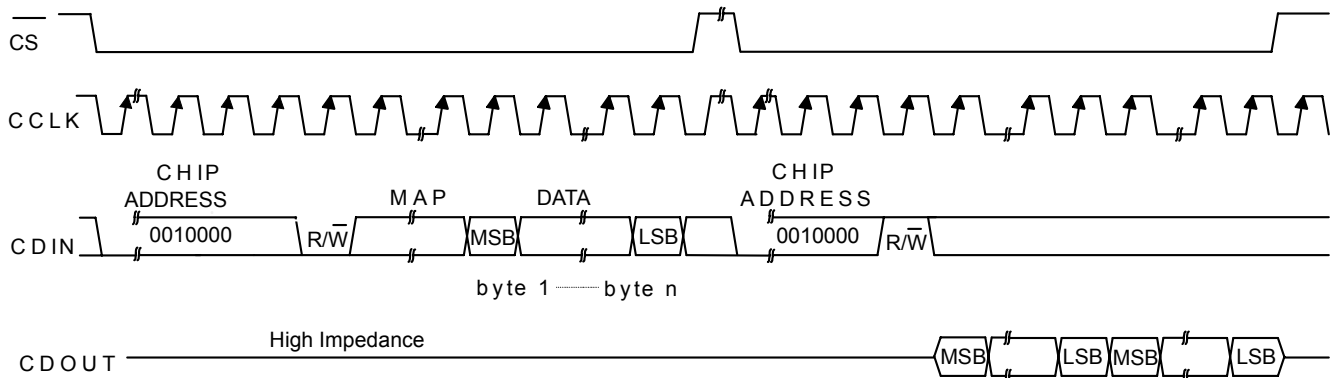 CS
CCLK
CHIP
ADDRESS
MAP
DATA
CHIP
ADDRESS
CDIN
0010000
R/W
MSB
LSB
0010000
R/W
byte 1
byte n
High Impedance
CDOUT
MSB
LSB
MSB
LSB